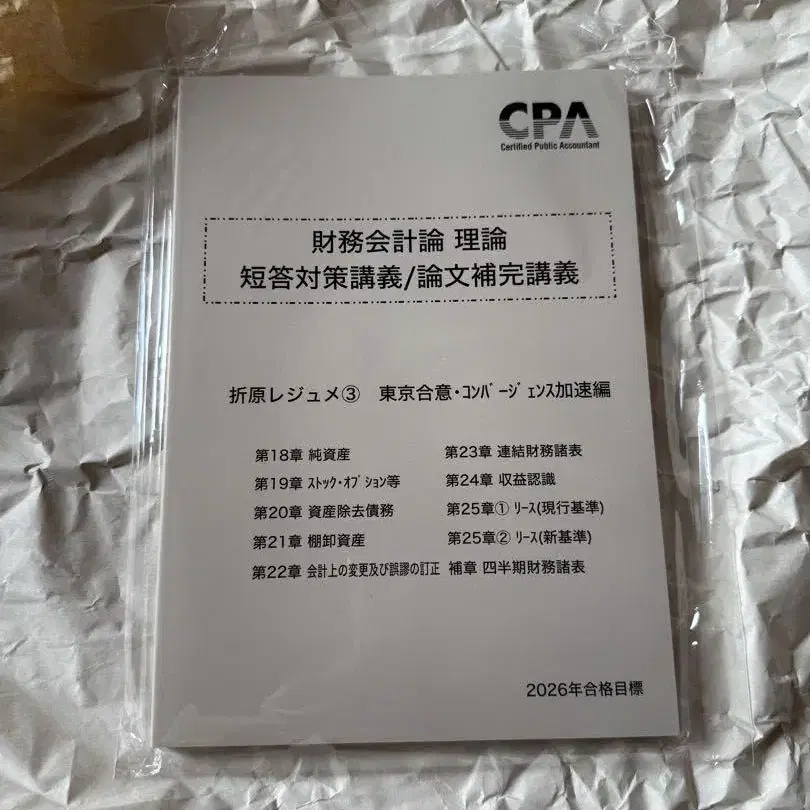 CPA
Certified Public Accountant
財務会計論 理論
短答対策講義/論文補完講義
折原レジュメ③ 東京合意・ｺﾝﾊﾞｰｼﾞｪﾝｽ加速編
第18章 純資産
第19章 ｽﾄｯｸ・ｵﾌﾟｼｮﾝ等
第20章 資産除去債務
第21章 棚卸資産
第22章 会計上の変更及び誤謬の訂正
第23章 連結財務諸表
第24章 収益認識
第25章① ﾘｰｽ(現行基準)
第25章② ﾘｰｽ(新基準)
補章 四半期財務諸表
2026年合格目標